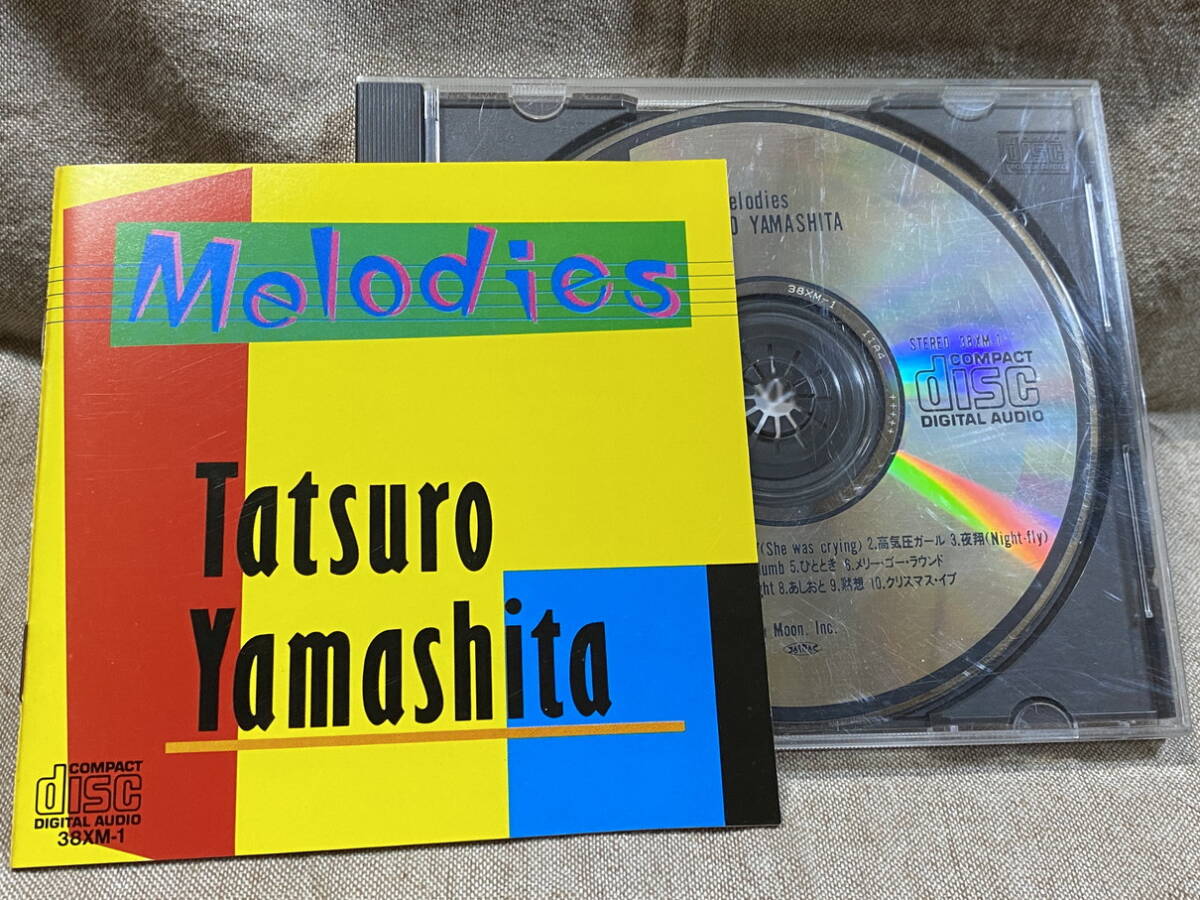 Melodies
Tatsuro
Yamashita
COMPACT
disc
DIGITAL AUDIO
38XM-1
YAMASHITA
38XM-1 11A4 +++++
STEREO 38XM-1
COMPACT
disc
DIGITAL AUDIO
(She was crying) 2.高気圧ガール 3.夜翔(Night-fly)
5.ひととき 6.メリー・ゴー・ラウンド
8.あしおと 9.黙想 10.クリスマス・イブ
Moon, Inc.
JASRAC
disc